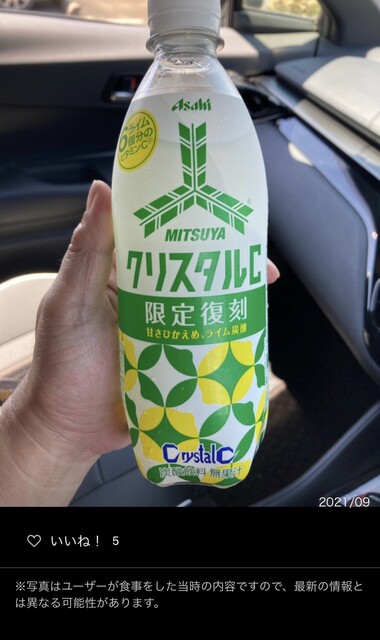 Asahi
ライム
6個分の
ビタミンC
MITSUYA
クリスタルC
限定復刻
甘さひかえめ、ライム炭酸
CrystalC
炭酸飲料 無果汁
2021/09
いいね！ 5
※写真はユーザーが食事をした当時の内容ですので、最新の情報と
は異なる可能性があります。